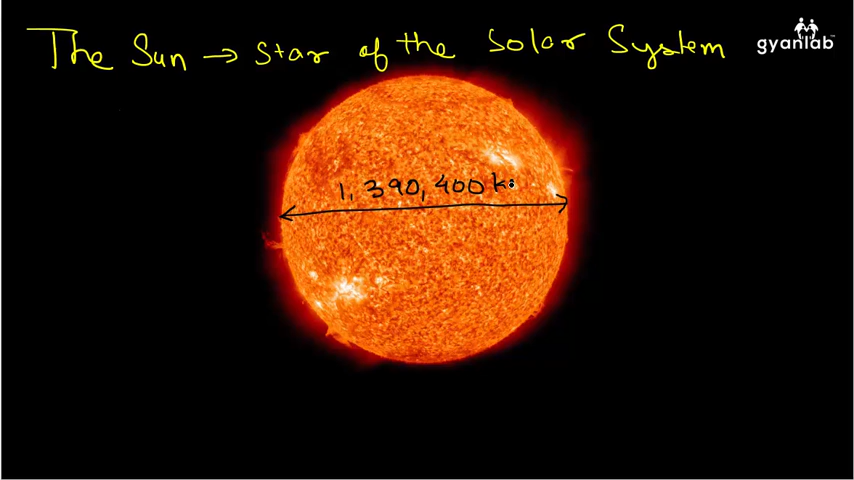 The Sun → Star of the Solar System
gyanlab
1,390,400 k